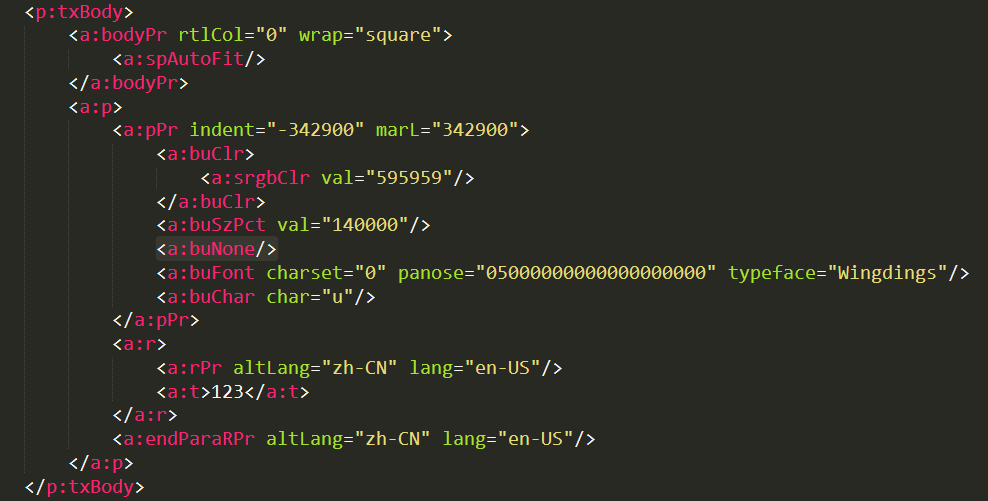 <p:txBody>
<a:bodyPr rtlCol="0" wrap="square">
<a:spAutoFit/>
</a:bodyPr>
<a:p>
<a:pPr indent="-342900" marL="342900">
<a:buClr>
<a:srgbClr val="595959"/>
</a:buClr>
<a:buSzPct val="140000"/>
<a:buNone/>
<a:buFont charset="0" panose="05000000000000000000" typeface="Wingdings"/>
<a:buChar char="u"/>
</a:pPr>
<a:r>
<a:rPr altLang="zh-CN" lang="en-US"/>
<a:t>123</a:t>
</a:r>
<a:endParaRPr altLang="zh-CN" lang="en-US"/>
</a:p>
</p:txBody>